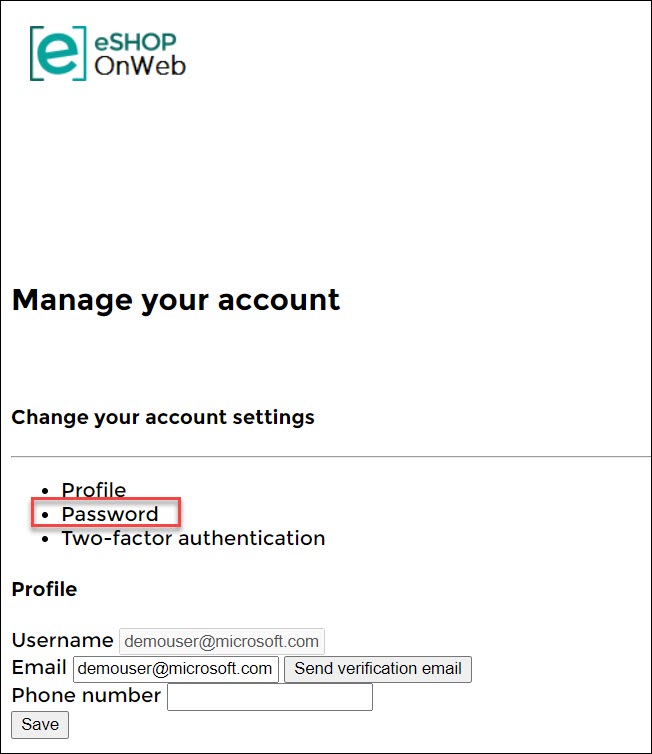 [e] eSHOP
OnWeb
Manage your account
Change your account settings
• Profile
• Password
• Two-factor authentication
Profile
Username demouser@microsoft.com
Email demouser@microsoft.com Send verification email
Phone number
Save